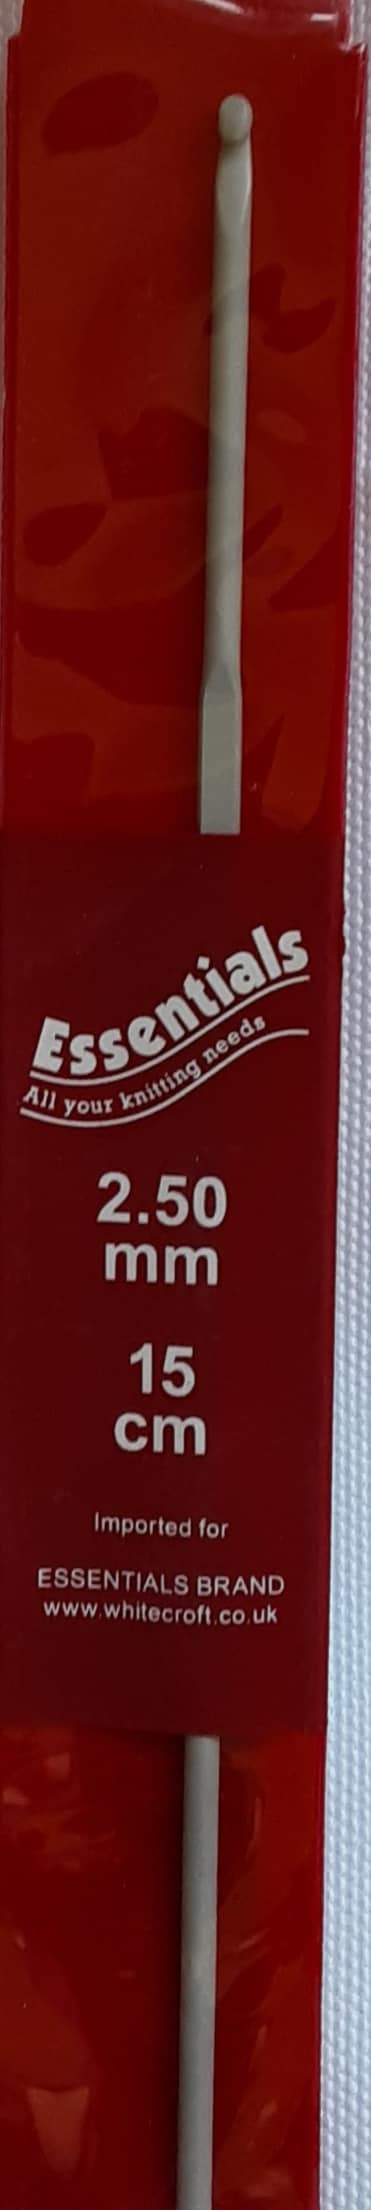 Essentials
All your knitting needs
2.50
mm
15
cm
Imported for
ESSENTIALS BRAND
www.whitecroft.co.uk